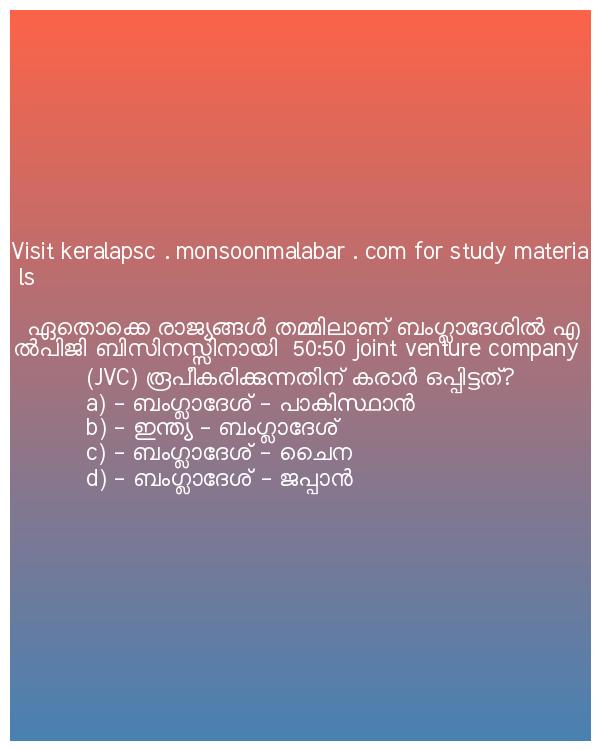 Visit keralapsc . monsoonmalabar . com for study materia
ls
ഏതൊക്കെ രാജ്യങ്ങൾ തമ്മിലാണ് ബംഗ്ലാദേശിൽ എ
ൽപിജി ബിസിനസ്സിനായി 50:50 joint venture company
(JVC) രൂപീകരിക്കുന്നതിന് കരാർ ഒപ്പിട്ടത്?
a) - ബംഗ്ലാദേശ് - പാകിസ്ഥാൻ
b) - ഇന്ത്യ - ബംഗ്ലാദേശ്
c) - ബംഗ്ലാദേശ് - ചൈന
d) - ബംഗ്ലാദേശ് - ജപ്പാൻ